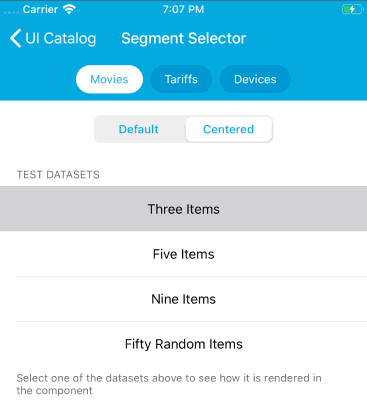 Carrier 7:07 PM
UI Catalog Segment Selector
Movies Tariffs Devices
Default Centered
TEST DATASETS
Three Items
Five Items
Nine Items
Fifty Random Items
Select one of the datasets above to see how it is rendered in
the component